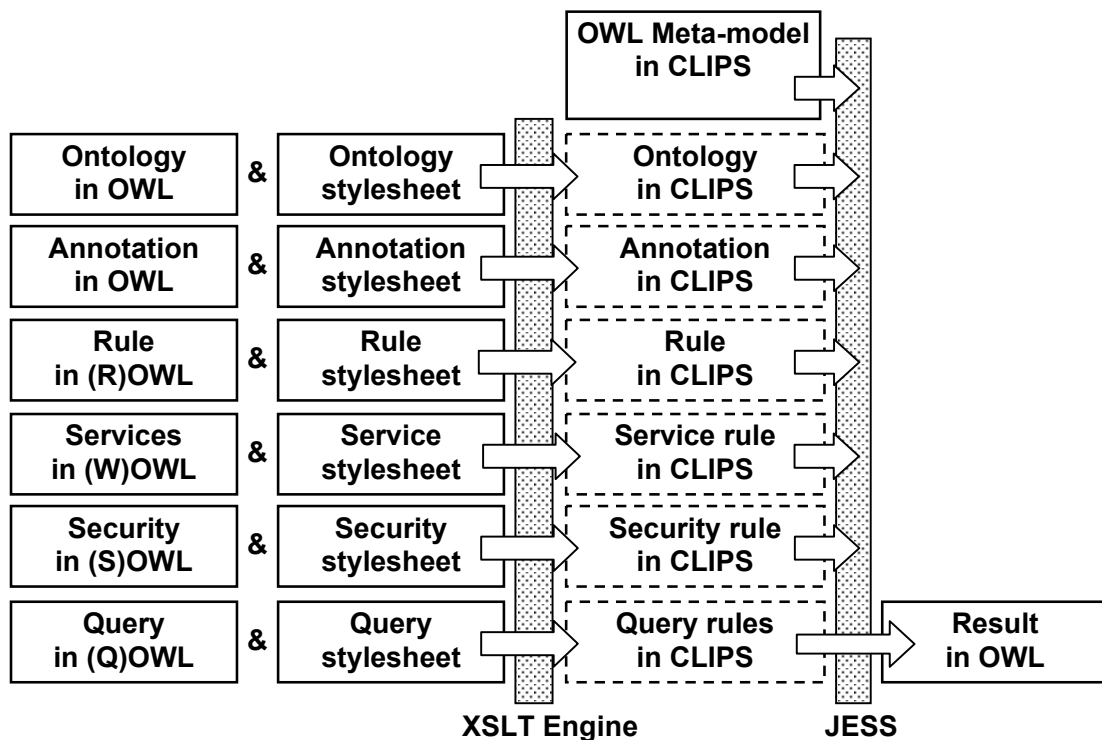 OWL Meta-model
in CLIPS
Ontology
in OWL
&
Ontology
stylesheet
Ontology
in CLIPS
Annotation
in OWL
&
Annotation
stylesheet
Annotation
in CLIPS
Rule
in (R)OWL
&
Rule
stylesheet
Rule
in CLIPS
Services
in (W)OWL
&
Service
stylesheet
Service rule
in CLIPS
Security
in (S)OWL
&
Security
stylesheet
Security rule
in CLIPS
Query
in (Q)OWL
&
Query
stylesheet
Query rules
in CLIPS
Result
in OWL
XSLT Engine
JESS